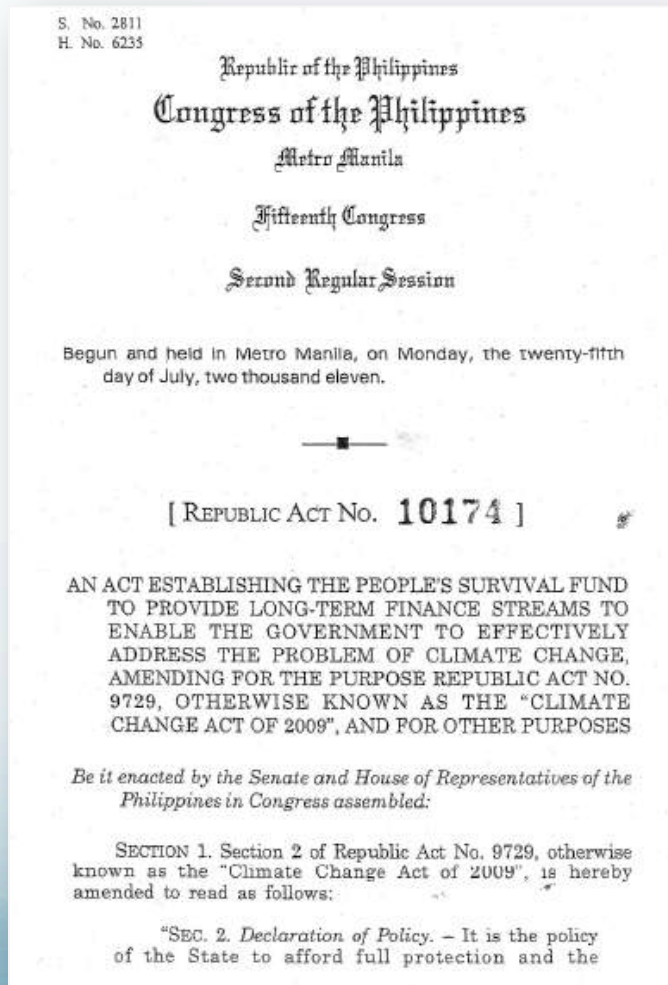 S. No. 2811
H. No. 6235
Republic of the Philippines
Congress of the Philippines
Metro Manila
Fifteenth Congress
Second Regular Session
Begun and held in Metro Manila, on Monday, the twenty-fifth
day of July, two thousand eleven.
[ REPUBLIC ACT NO. 10174 ]
AN ACT ESTABLISHING THE PEOPLE'S SURVIVAL FUND
TO PROVIDE LONG-TERM FINANCE STREAMS TO
ENABLE THE GOVERNMENT TO EFFECTIVELY
ADDRESS THE PROBLEM OF CLIMATE CHANGE,
AMENDING FOR THE PURPOSE REPUBLIC ACT NO.
9729, OTHERWISE KNOWN AS THE "CLIMATE
CHANGE ACT OF 2009", AND FOR OTHER PURPOSES
Be it enacted by the Senate and House of Representatives of the
Philippines in Congress assembled:
SECTION 1. Section 2 of Republic Act No. 9729, otherwise
known as the "Climate Change Act of 2009", is hereby
amended to read as follows:
"SEC. 2. Declaration of Policy. – It is the policy
of the State to afford full protection and the